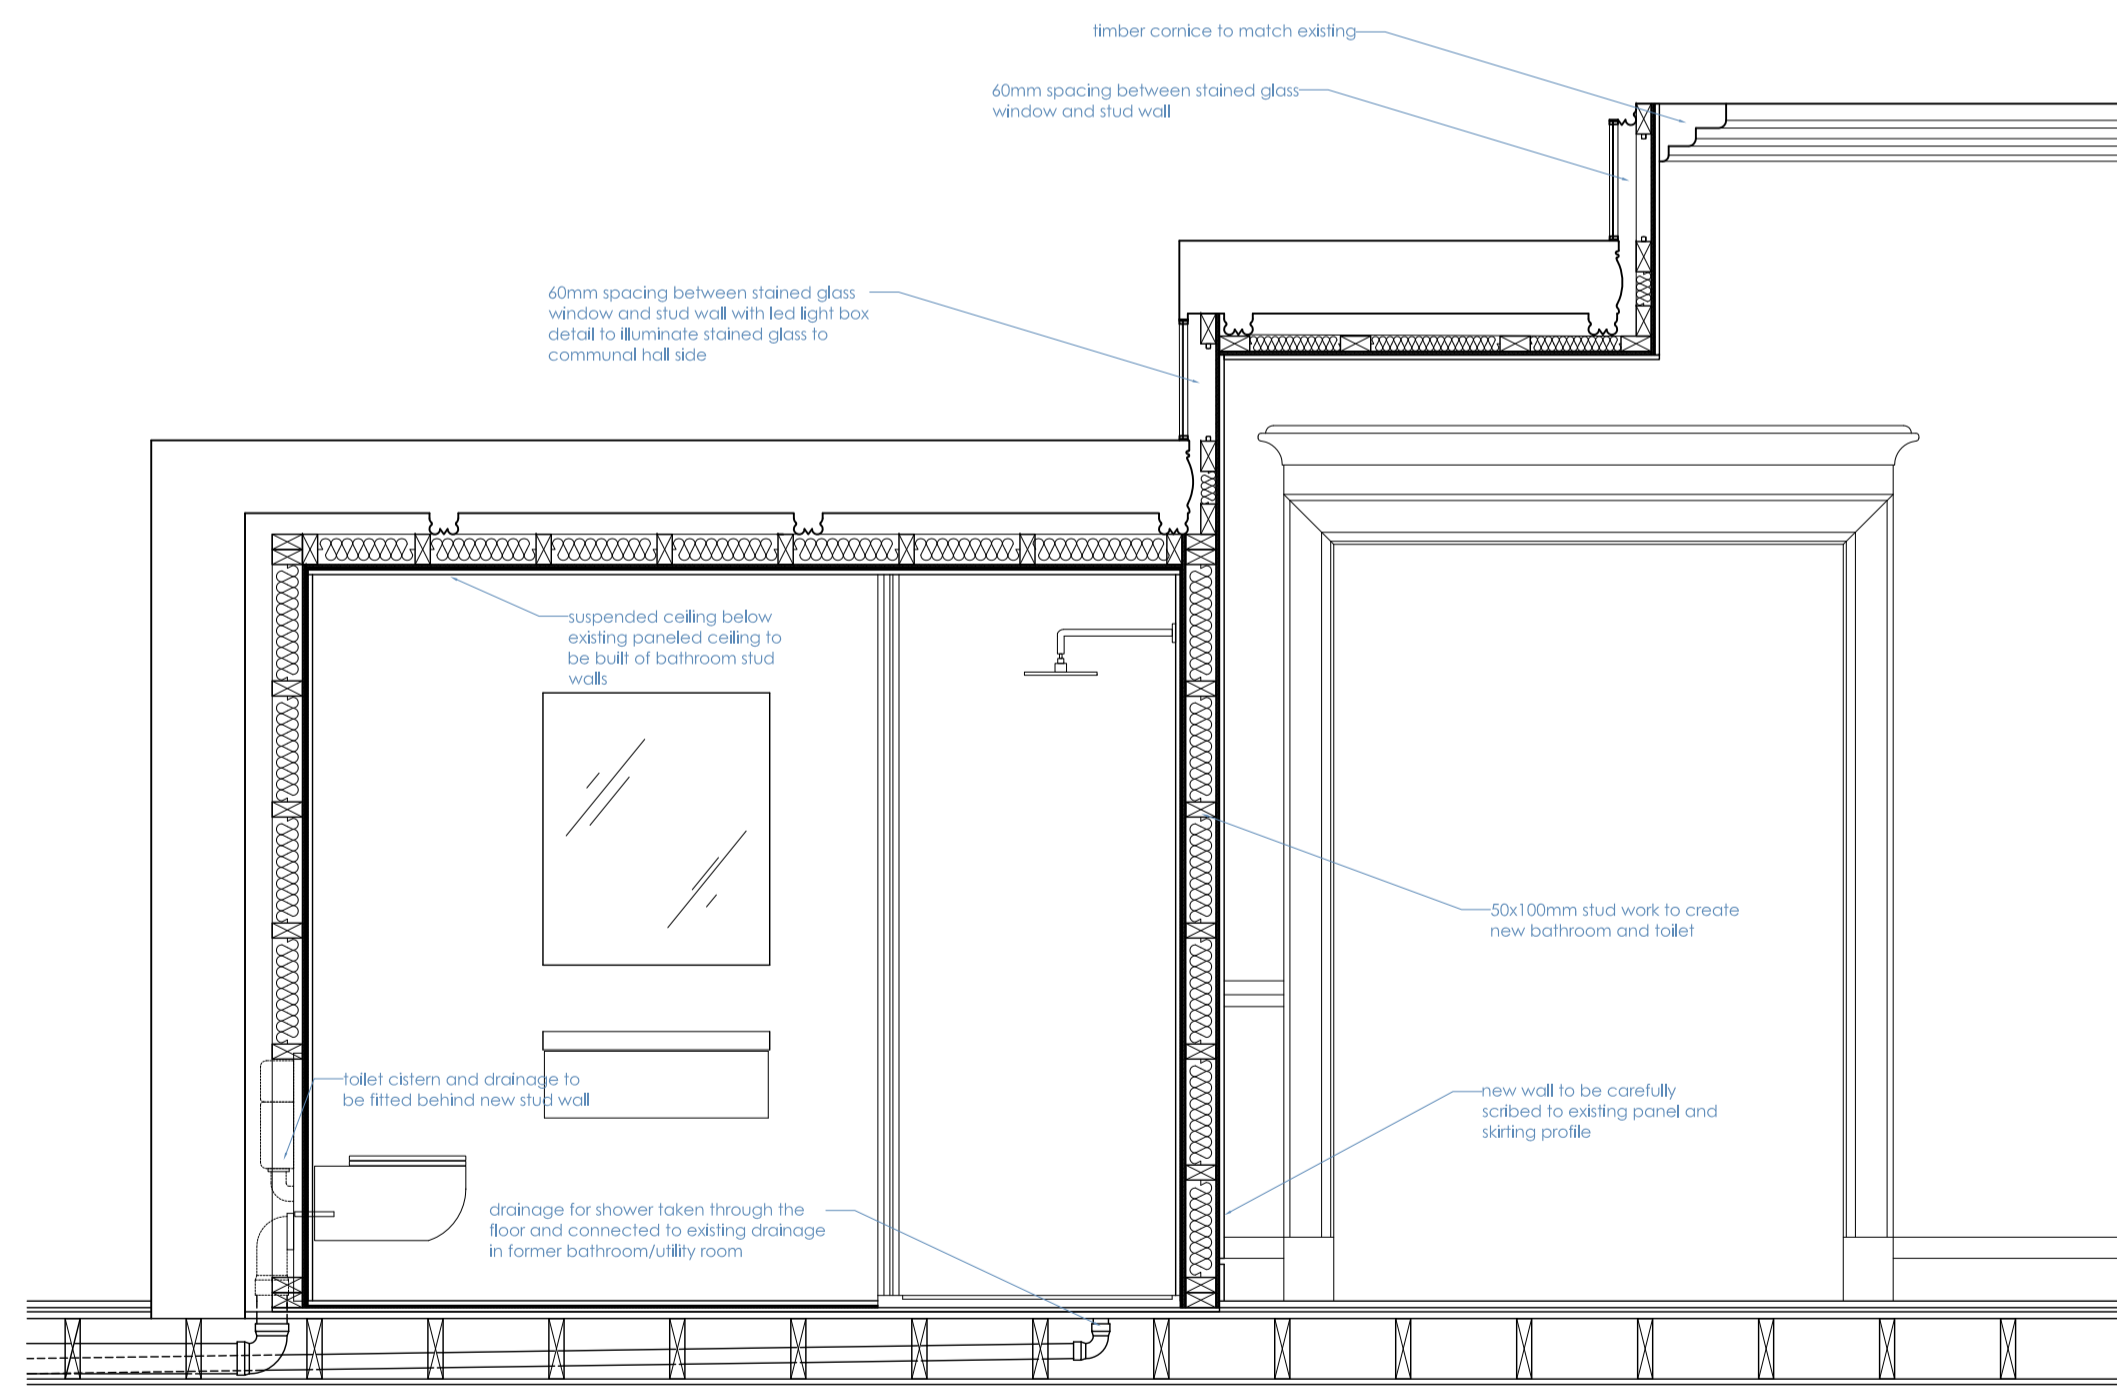 timber cornice to match existing
60mm spacing between stained glass
window and stud wall
60mm spacing between stained glass
window and stud wall with led light box
detail to illuminate stained glass to
communal hall side
suspended ceiling below
existing paneled ceiling to
be built of bathroom stud
walls
50x100mm stud work to create
new bathroom and toilet
toilet cistern and drainage to
be fitted behind new stud wall
new wall to be carefully
scribed to existing panel and
skirting profile
drainage for shower taken through the
floor and connected to existing drainage
in former bathroom/utility room